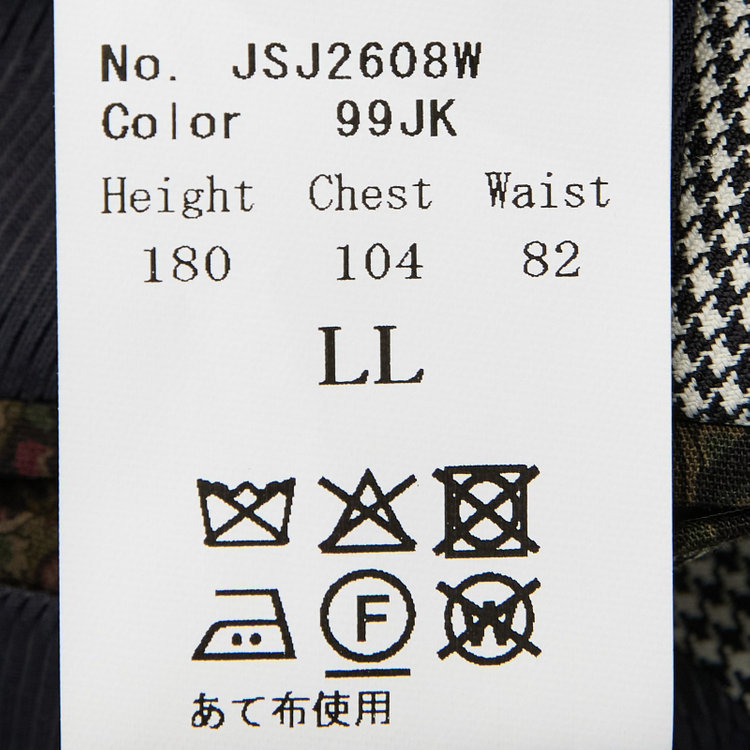 No. JSJ2608W
Color 99JK
Height Chest Waist
180 104 82
LL
F W
あて布使用